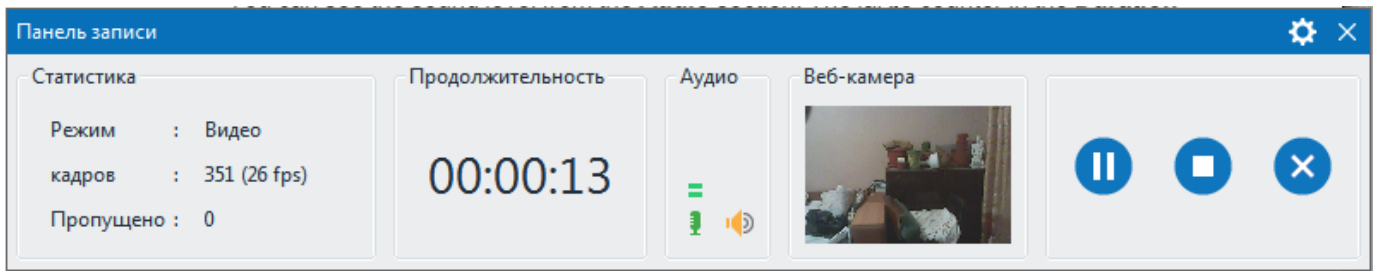 Панель записи
Статистика
Режим : Видео
кадров : 351 (26 fps)
Пропущено : 0
Продолжительность
00:00:13
Аудио
Веб-камера